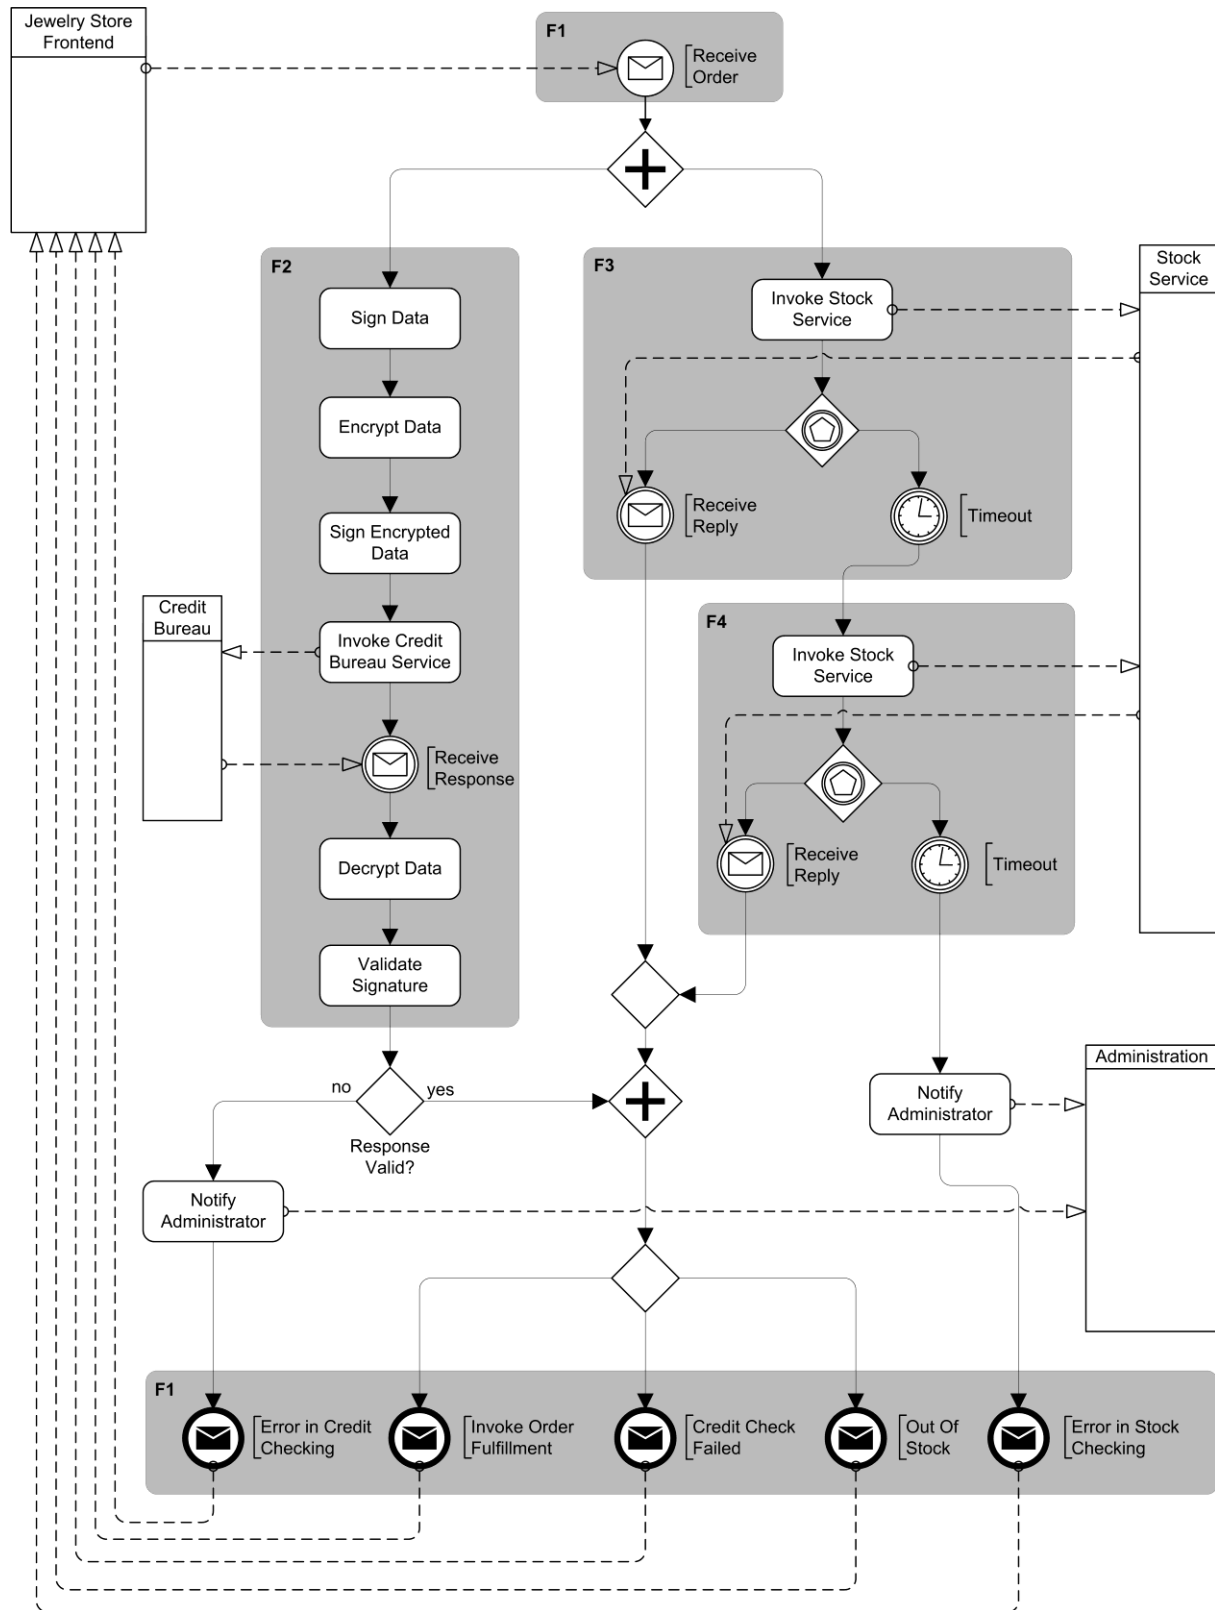 Jewelry Store
Frontend
F1
Receive
Order
F2
F3
Stock
Service
Sign Data
Invoke Stock
Service
Encrypt Data
Receive
Reply
Timeout
Sign Encrypted
Data
Credit
Bureau
F4
Invoke Credit
Bureau Service
Invoke Stock
Service
Receive
Response
Decrypt Data
Receive
Reply
Timeout
Validate
Signature
Administration
no
yes
Notify
Administrator
Response
Valid?
Notify
Administrator
F1
Error in Credit
Checking
Invoke Order
Fulfillment
Credit Check
Failed
Out Of
Stock
Error in Stock
Checking